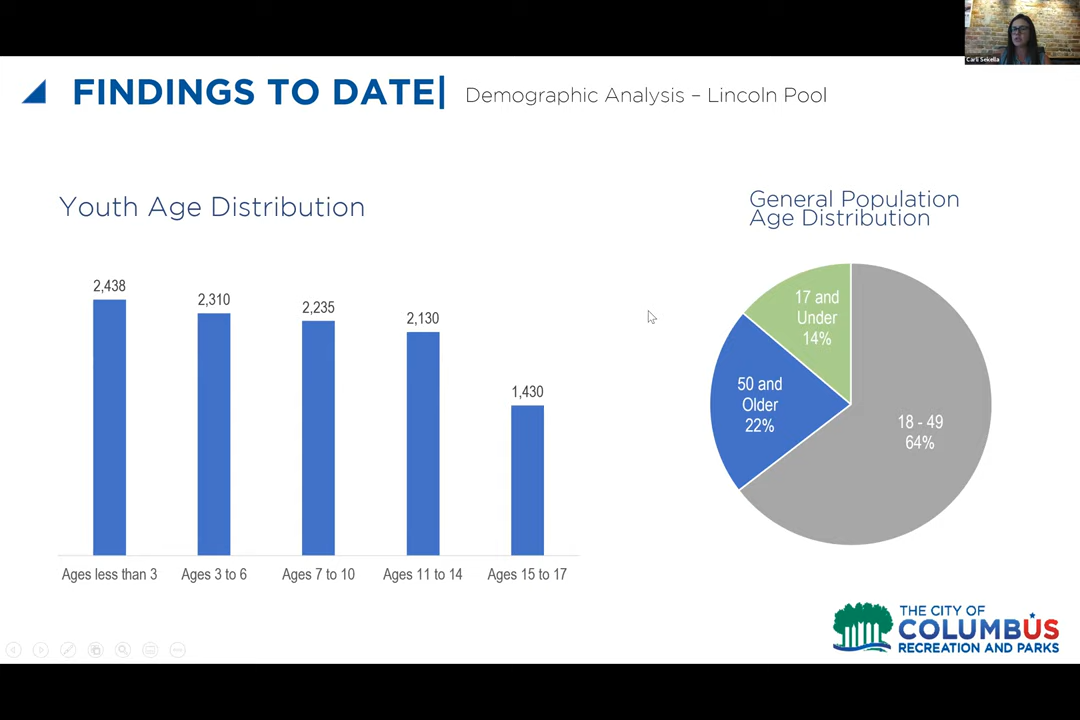 Carli Sekella
FINDINGS TO DATE|
Demographic Analysis – Lincoln Pool
Youth Age Distribution
2,438
2,310
2,235
2,130
1,430
Ages less than 3
Ages 3 to 6
Ages 7 to 10
Ages 11 to 14
Ages 15 to 17
General Population
Age Distribution
17 and
Under
14%
50 and
Older
22%
18 - 49
64%
THE CITY OF
COLUMBUS
RECREATION AND PARKS